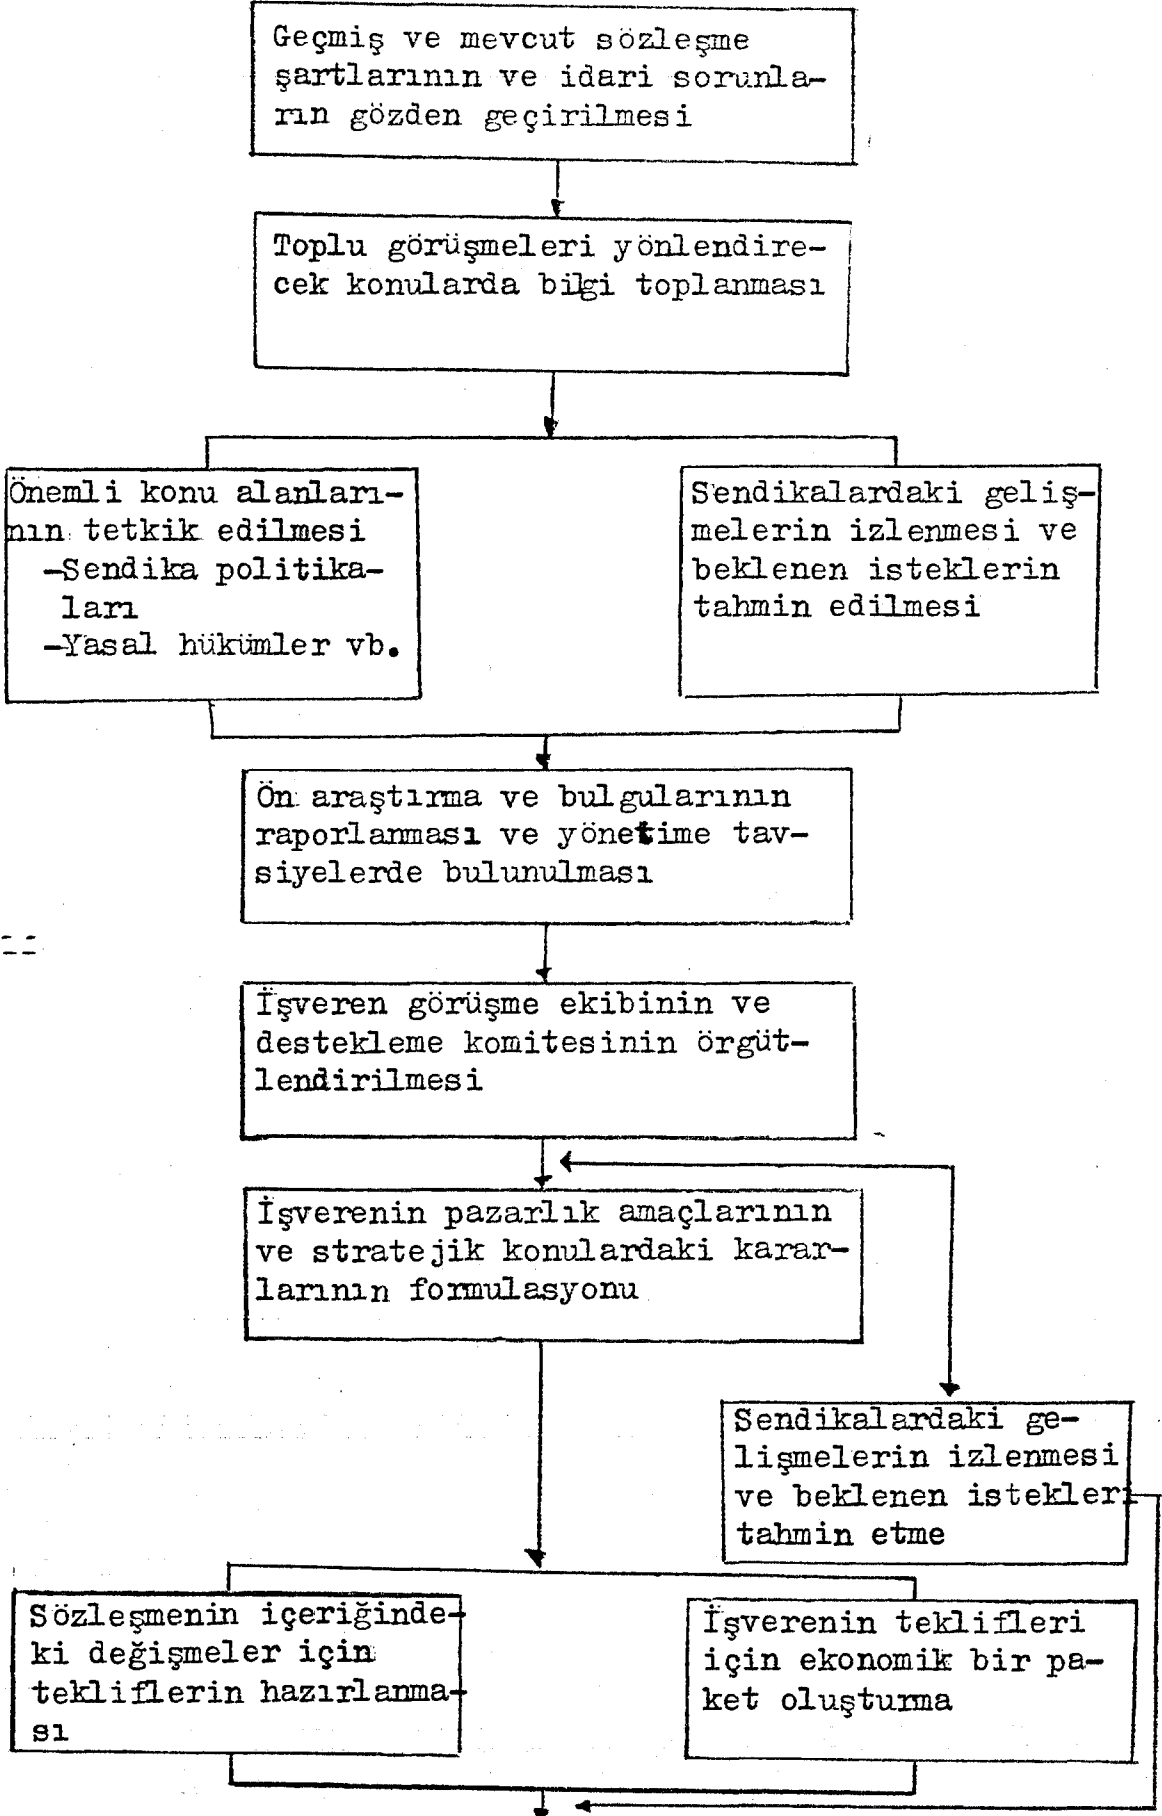 Geçmiş ve mevcut sözleşme
şartlarının ve idari sorunla-
rın gözden geçirilmesi
Toplu görüşmeleri yönlendire-
cek konularda bilgi toplanması
Önemli konu alanları-
nın tetkik edilmesi
-Sendika politika-
ları
-Yasal hükümler vb.
Sendikalardaki geliş-
melerin izlenmesi ve
beklenen isteklerin
tahmin edilmesi
Ön araştırma ve bulgularının
raporlanması ve yönetime tav-
siyelerde bulunulması
İşveren görüşme ekibinin ve
destekleme komitesinin örgüt-
lendirilmesi
İşverenin pazarlık amaçlarının
ve stratejik konulardaki karar-
larının formulasyonu
Sendikalardaki ge-
lişmelerin izlenmesi
ve beklenen istekleri
tahmin etme
Sözleşmenin içeriğinde-
ki değişmeler için
tekliflerin hazırlanma-
sı
İşverenin teklifleri
için ekonomik bir pa-
ket oluşturma